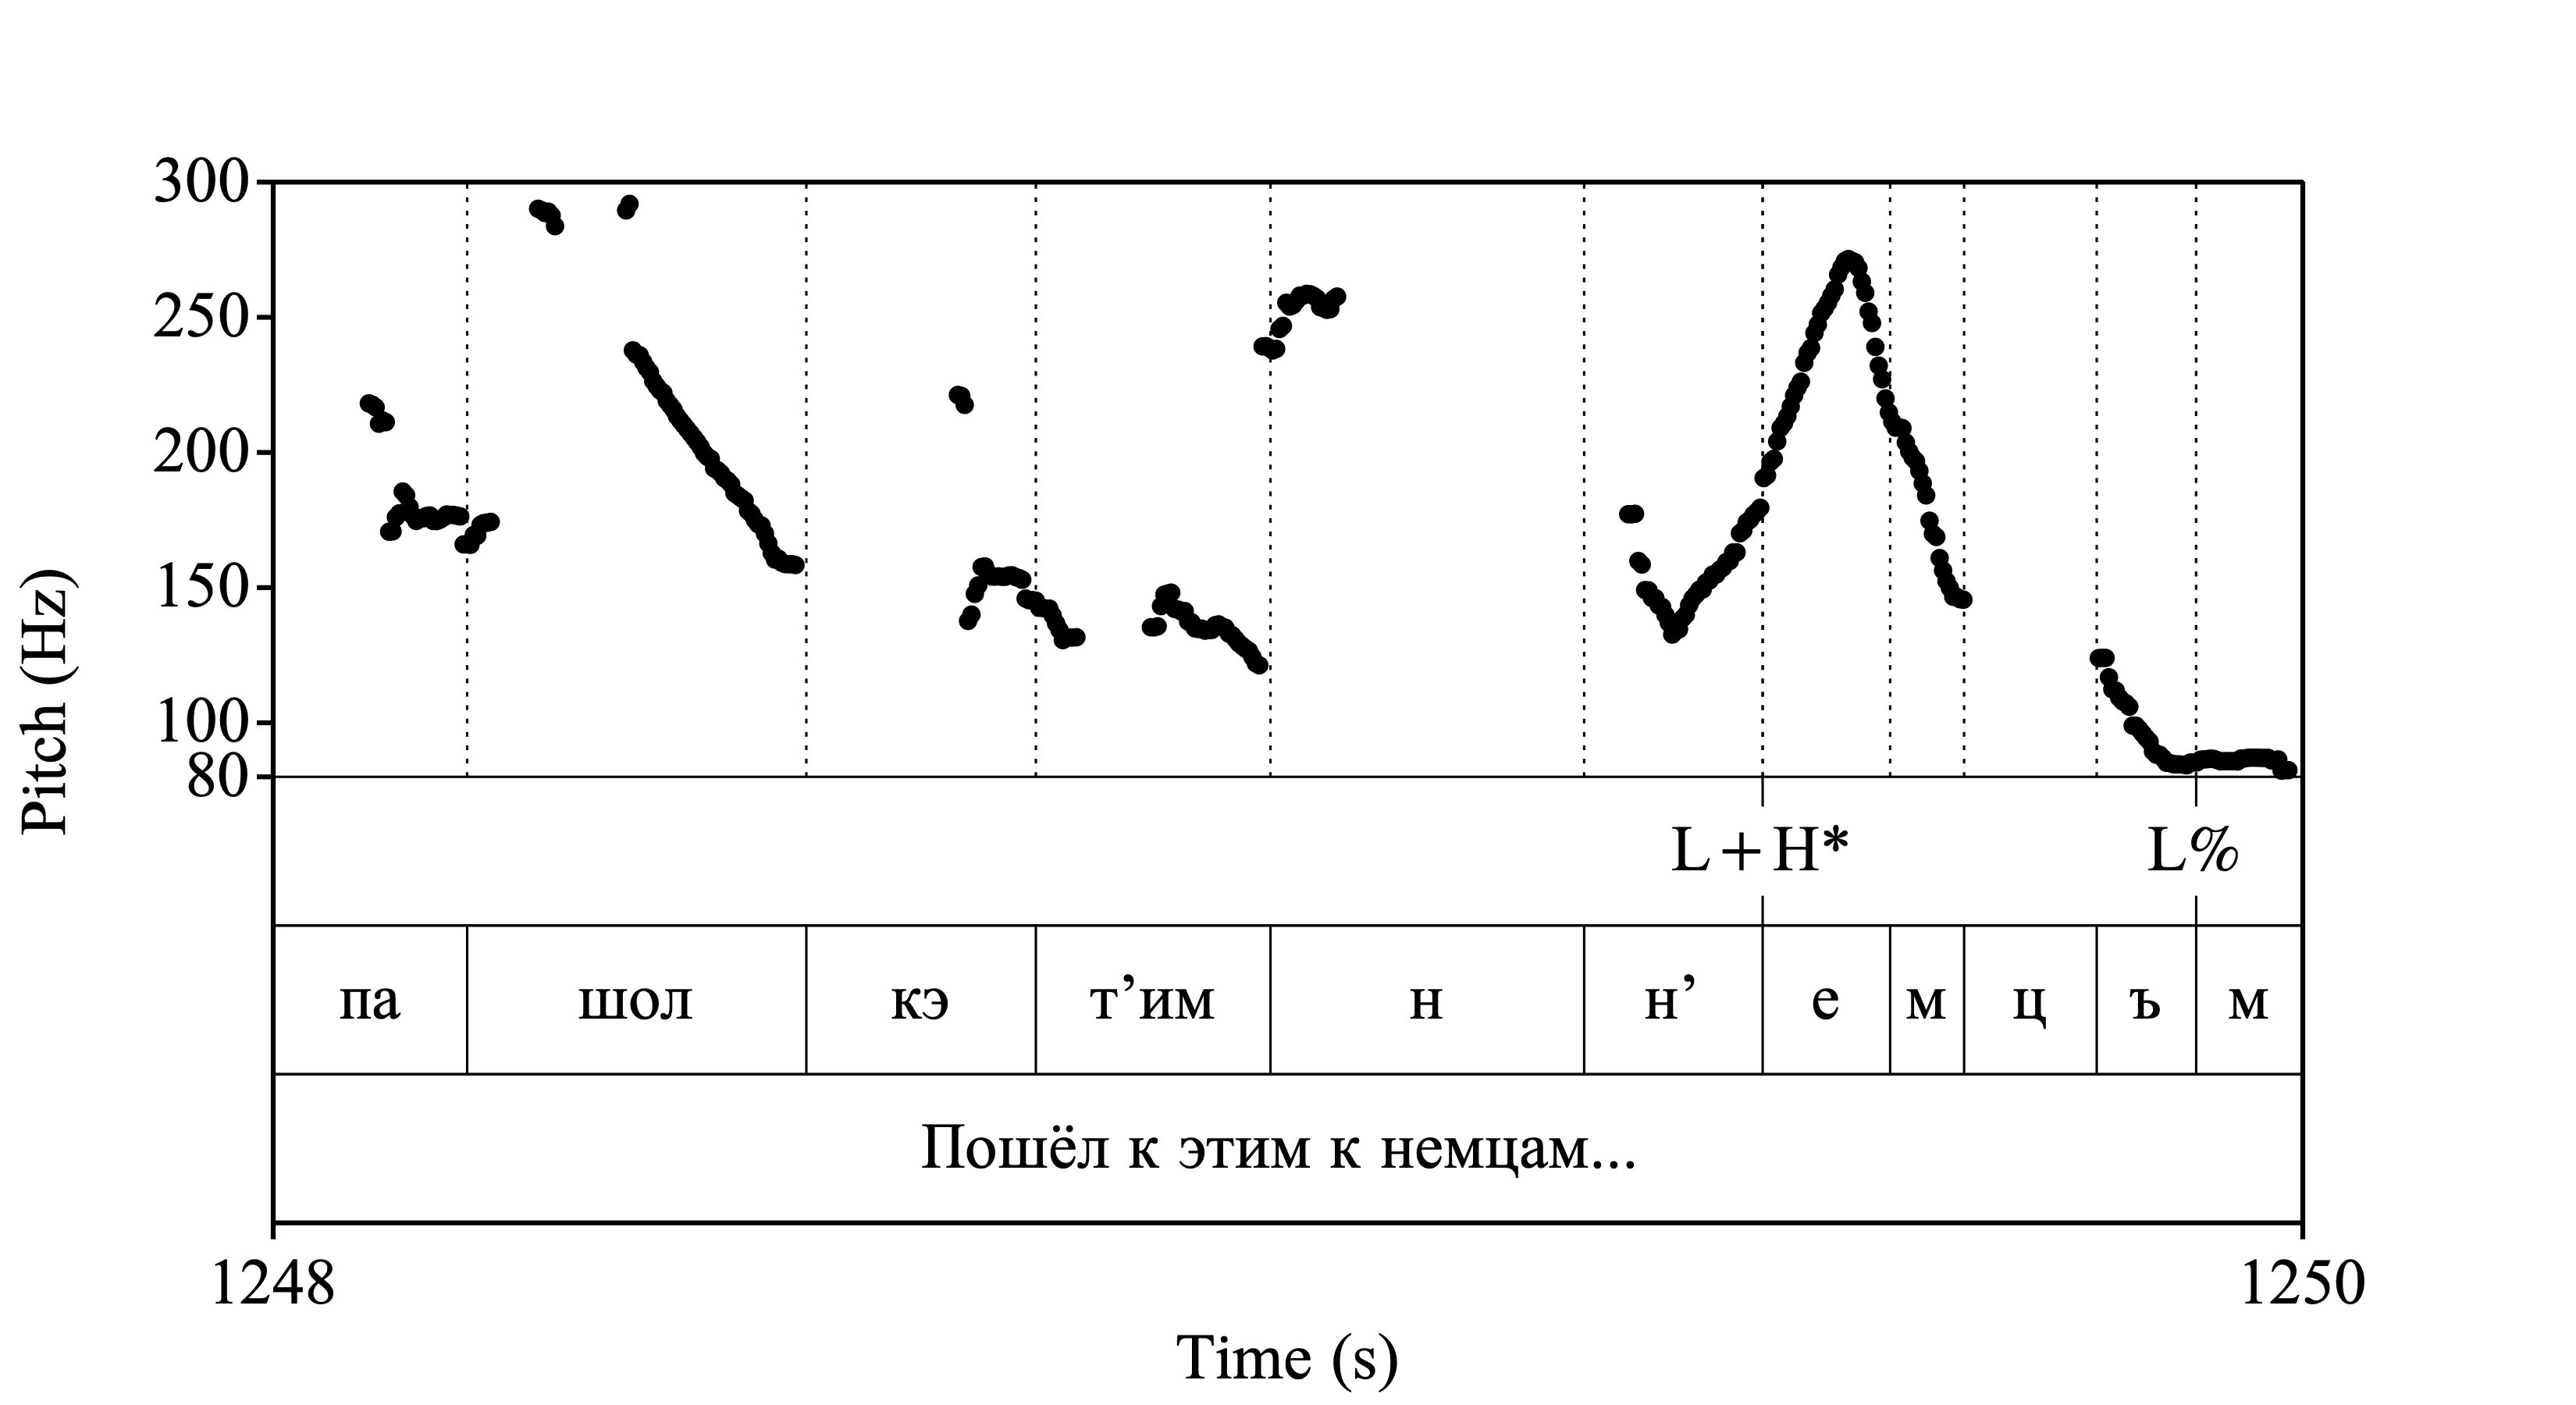 300
250
200
150
100
80
Pitch (Hz)
L+H* L%
па шол кэ т’им н н’ е м ц ъ м
Пошёл к этим к немцам...
1248 1250
Time (s)